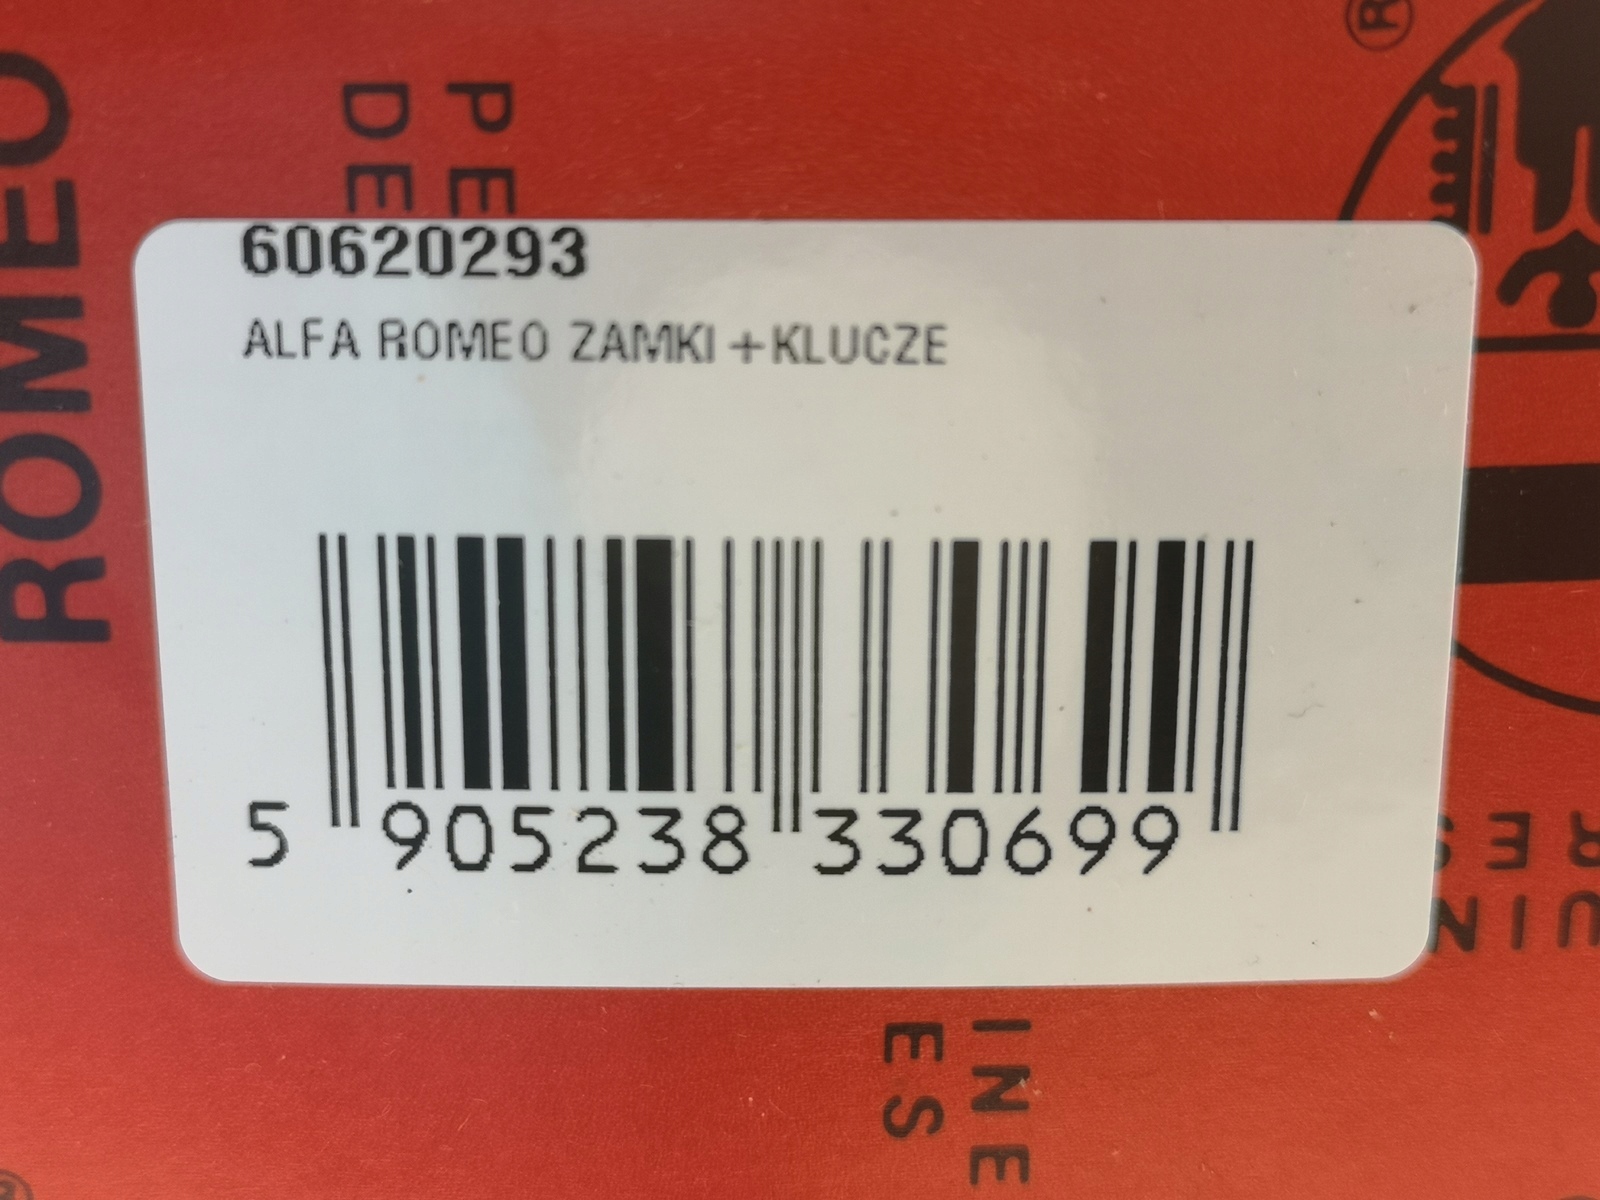 60620293
ALFA ROMEO ZAMKI +KLUCZE
5 905238 330699
ROMEO
PE
DE
INE
ES
®